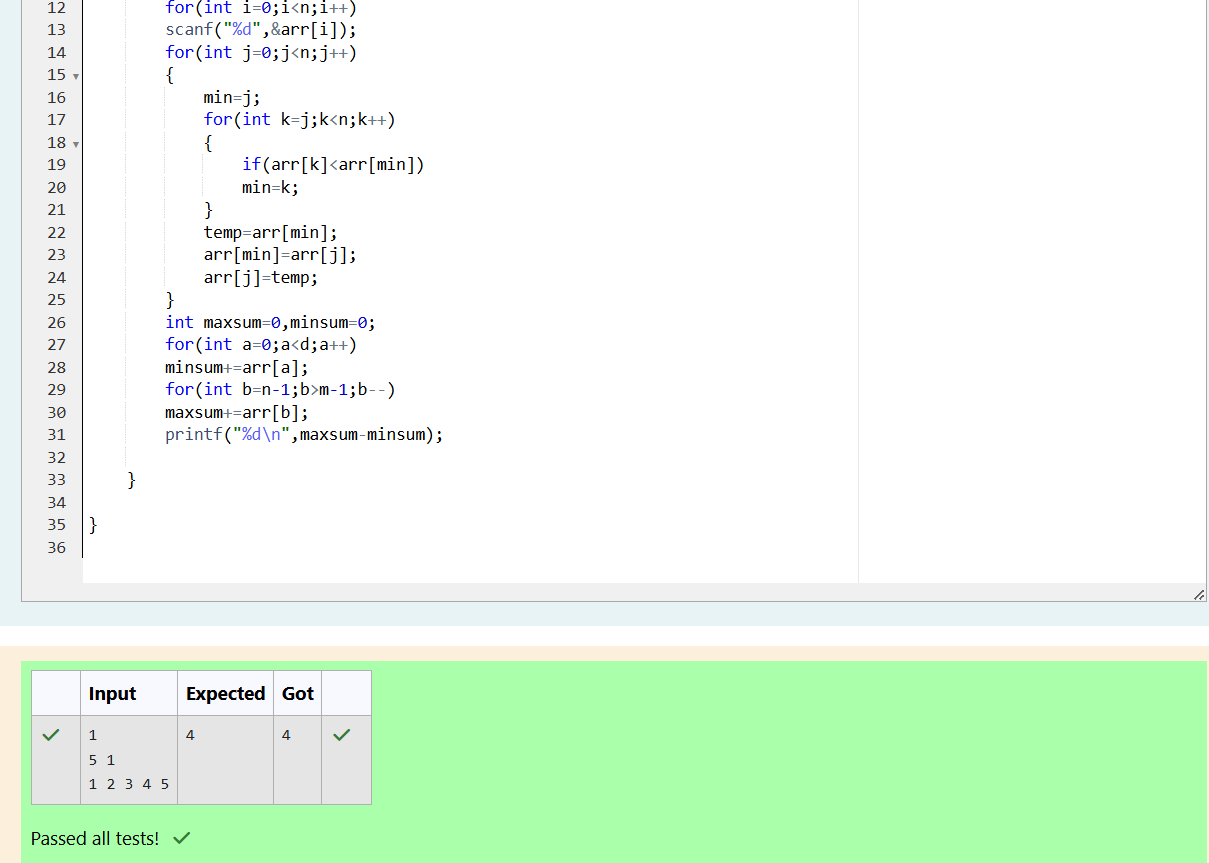 12 for(int i=0;i<n;i++)
13 scanf("%d",&arr[i]);
14 for(int j=0;j<n;j++)
15 {
16 min=j;
17 for(int k=j;k<n;k++)
18 {
19 if(arr[k]<arr[min])
20 min=k;
21 }
22 temp=arr[min];
23 arr[min]=arr[j];
24 arr[j]=temp;
25 }
26 int maxsum=0,minsum=0;
27 for(int a=0;a<d;a++)
28 minsum+=arr[a];
29 for(int b=n-1;b>m-1;b--)
30 maxsum+=arr[b];
31 printf("%d\n",maxsum-minsum);
32
33 }
34
35 }
36
Input Expected Got
1 4 4
5 1
1 2 3 4 5
Passed all tests!